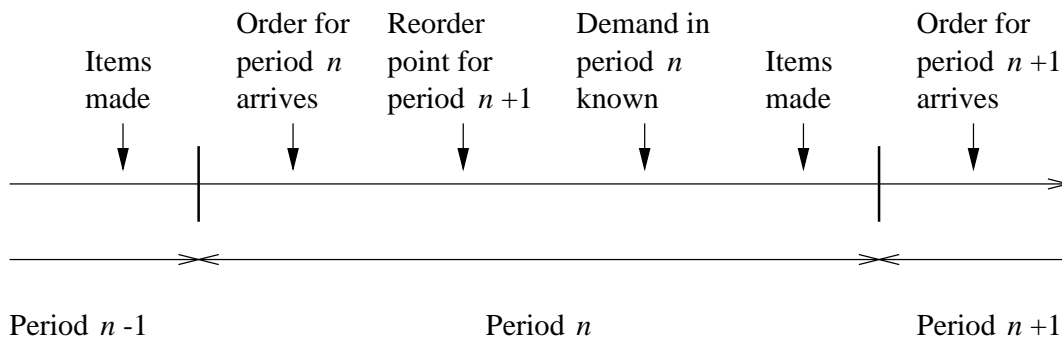 Items
made
Order for
period n
arrives
Reorder
point for
period n +1
Demand in
period n
known
Items
made
Order for
period n +1
arrives
Period n -1
Period n
Period n +1